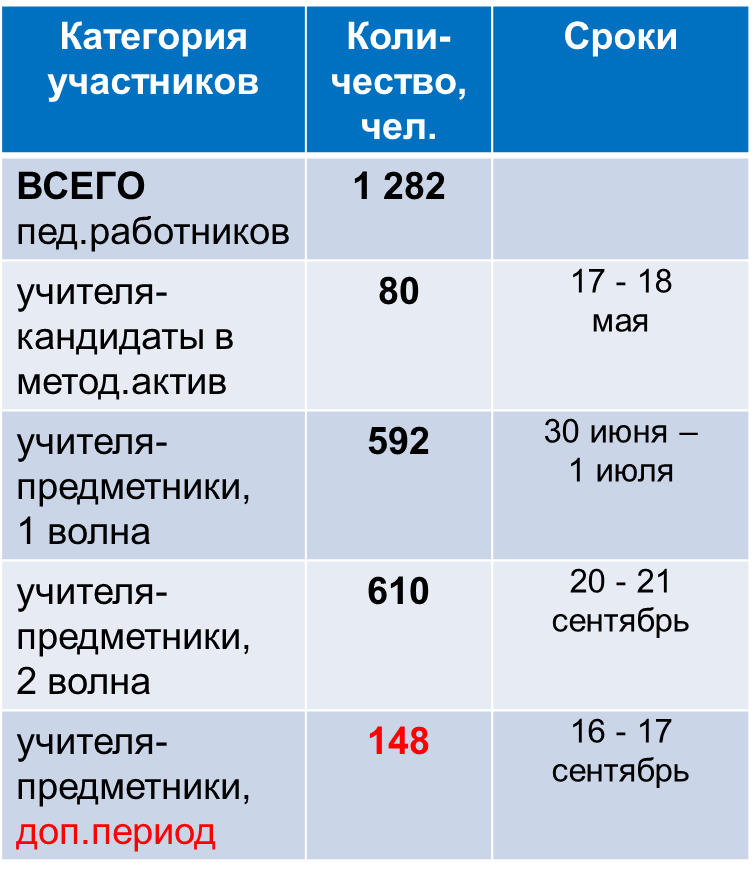 Категория
участников
Коли-
чество,
чел.
Сроки
ВСЕГО
пед.работников
1 282
учителя-
кандидаты в
метод.актив
80
17 - 18
мая
учителя-
предметники,
1 волна
592
30 июня –
1 июля
учителя-
предметники,
2 волна
610
20 - 21
сентябрь
учителя-
предметники,
доп.период
148
16 - 17
сентябрь